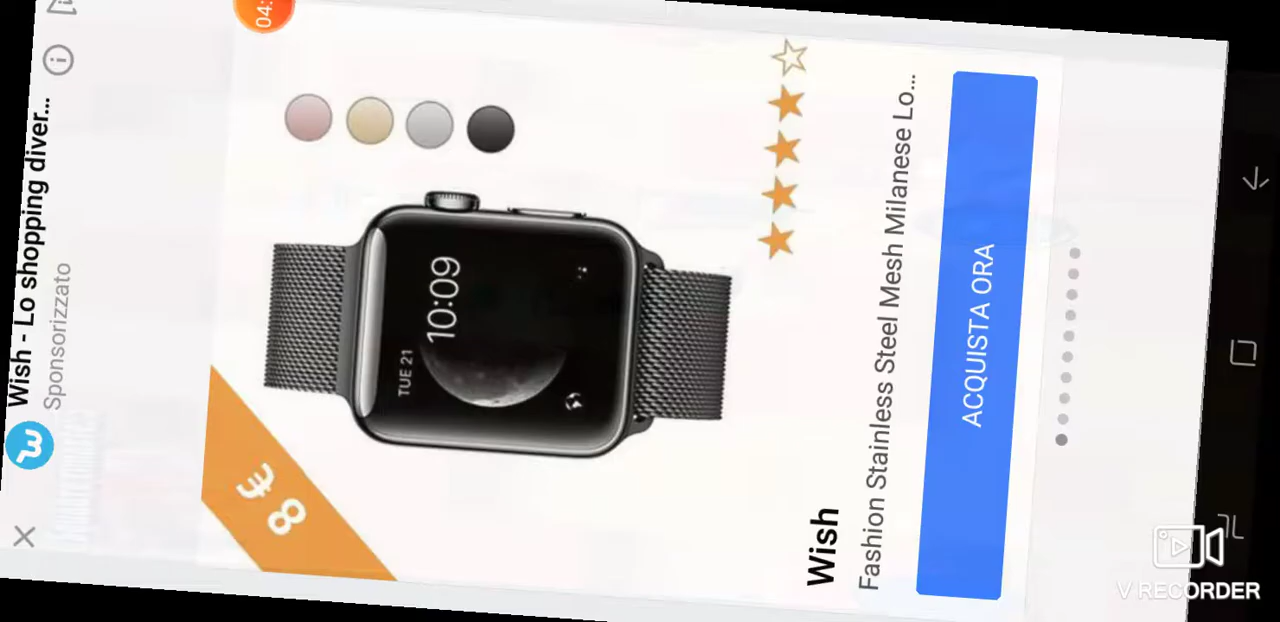 04:
Wish - Lo shopping diver...
Sponsorizzato
8 €
TUE 21
10:09
Wish
Fashion Stainless Steel Mesh Milanese Lo...
ACQUISTA ORA
V RECORDER